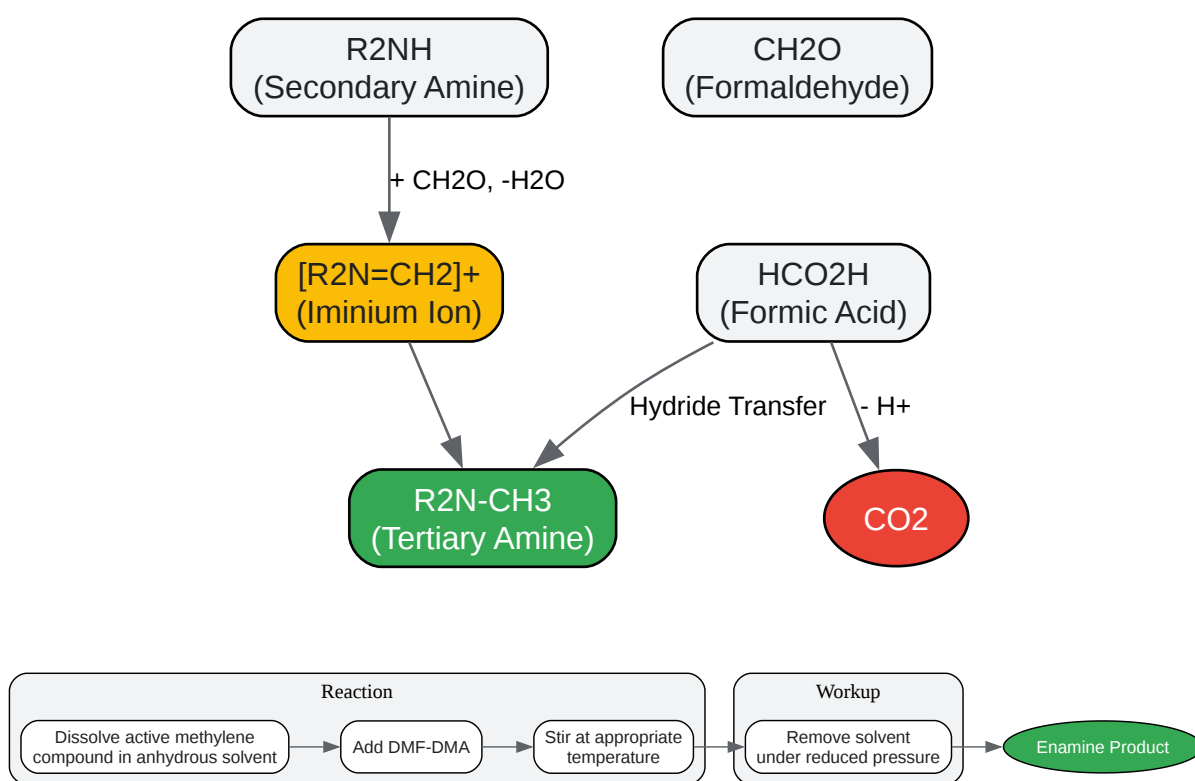 R2NH
(Secondary Amine)
CH2O
(Formaldehyde)
+ CH2O, -H2O
[R2N=CH2]+
(Iminium Ion)
HCO2H
(Formic Acid)
Hydride Transfer
- H+
R2N-CH3
(Tertiary Amine)
CO2
Reaction
Workup
Dissolve active methylene
compound in anhydrous solvent
Add DMF-DMA
Stir at appropriate
temperature
Remove solvent
under reduced pressure
Enamine Product